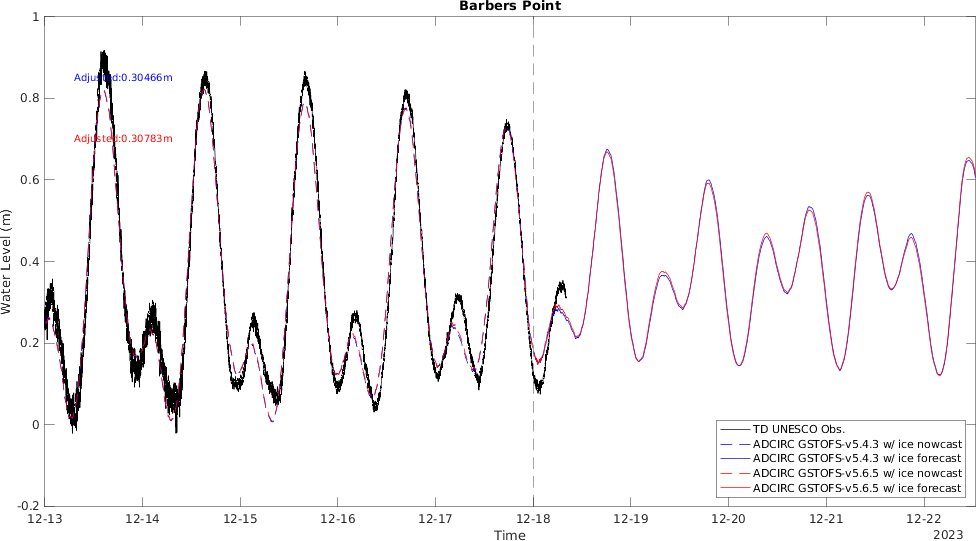 Barbers Point
1
Adjusted:0.30466m
0.8
Adjusted:0.30783m
0.6
Water Level (m)
0.4
0.2
0
TD UNESCO Obs.
ADCIRC GSTOFS-v5.4.3 w/ ice nowcast
ADCIRC GSTOFS-v5.4.3 w/ ice forecast
ADCIRC GSTOFS-v5.6.5 w/ ice nowcast
ADCIRC GSTOFS-v5.6.5 w/ ice forecast
-0.2
12-13 12-14 12-15 12-16 12-17 12-18 12-19 12-20 12-21 12-22
Time
2023